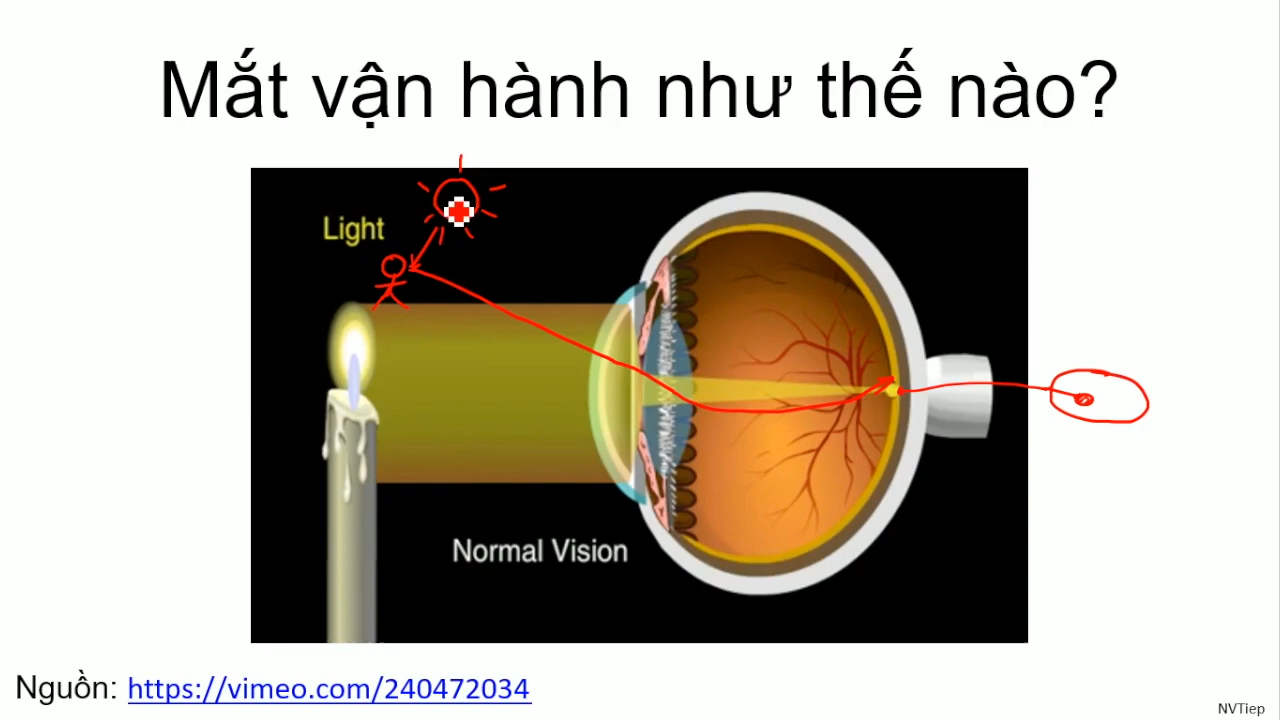 Mắt vận hành như thế nào?
Light
Normal Vision
Nguồn: https://vimeo.com/240472034
NVTiep